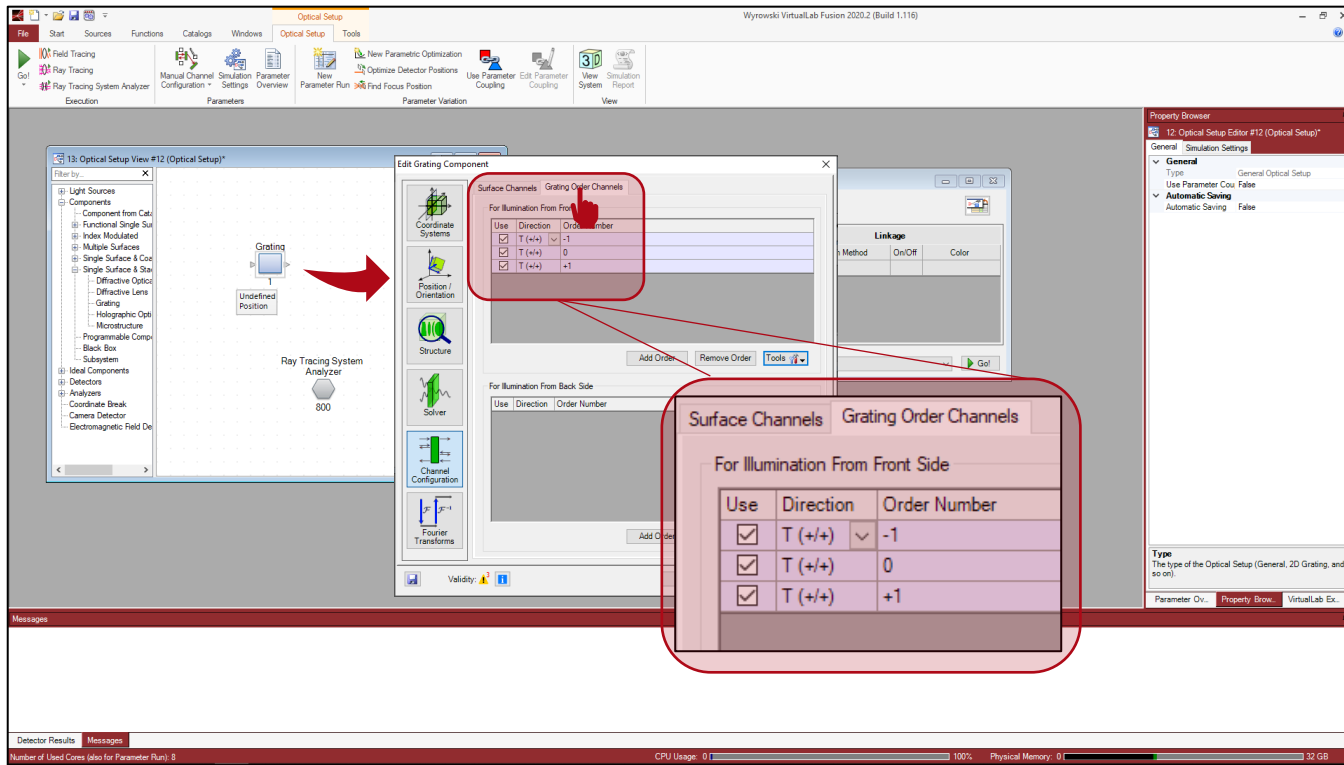 Optical Setup
Wyrowski VirtualLab Fusion 2020.2 (Build 1.116)
File Start Sources Functions Catalogs Windows Optical Setup Tools
Go!
Field Tracing
Ray Tracing
Ray Tracing System Analyzer
Execution
Manual Channel Configuration
Simulation Settings
Parameter Overview
Parameters
New Parameter Run
New Parametric Optimization
Optimize Detector Positions
Find Focus Position
Use Parameter Coupling
Edit Parameter Coupling
Parameter Variation
3D
View System
Simulation Report
View
13: Optical Setup View #12 (Optical Setup)*
Filter by... X
Light Sources
Components
Component from Cata
Functional Single Sur
Index Modulated
Multiple Surfaces
Single Surface & Coa
Single Surface & Stac
Diffractive Optica
Diffractive Lens
Grating
Holographic Opti
Microstructure
Programmable Compo
Black Box
Subsystem
Ideal Components
Detectors
Analyzers
Coordinate Break
Camera Detector
Electromagnetic Field De
Grating
1
Undefined
Position
Ray Tracing System
Analyzer
800
Edit Grating Component
Coordinate
Systems
Position /
Orientation
Structure
Solver
Channel
Configuration
Fourier
Transforms
Surface Channels Grating Order Channels
For Illumination From Fron
Use Direction Order Number
T (+/+) -1
T (+/+) 0
T (+/+) +1
Add Order Remove Order Tools
For Illumination From Back Side
Use Direction Order Number
Add Order
Validity: 3
Linkage
n Method On/Off Color
Go!
Surface Channels Grating Order Channels
For Illumination From Front Side
Use Direction Order Number
T (+/+) -1
T (+/+) 0
T (+/+) +1
Property Browser
12: Optical Setup Editor #12 (Optical Setup)*
General Simulation Settings
General
Type General Optical Setup
Use Parameter Cou False
Automatic Saving
Automatic Saving False
Type
The type of the Optical Setup (General, 2D Grating, and
so on).
Parameter Ov... Property Brow... VirtualLab Ex...
Messages
Detector Results Messages
Number of Used Cores (also for Parameter Run): 8
CPU Usage: 0 100% Physical Memory: 0 32 GB